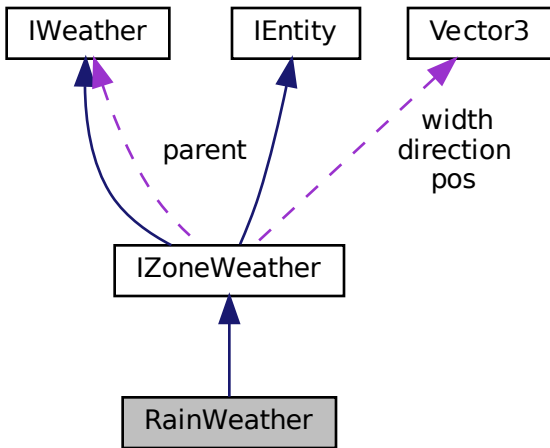 IWeather
IEntity
Vector3
parent
width
direction
pos
IZoneWeather
RainWeather